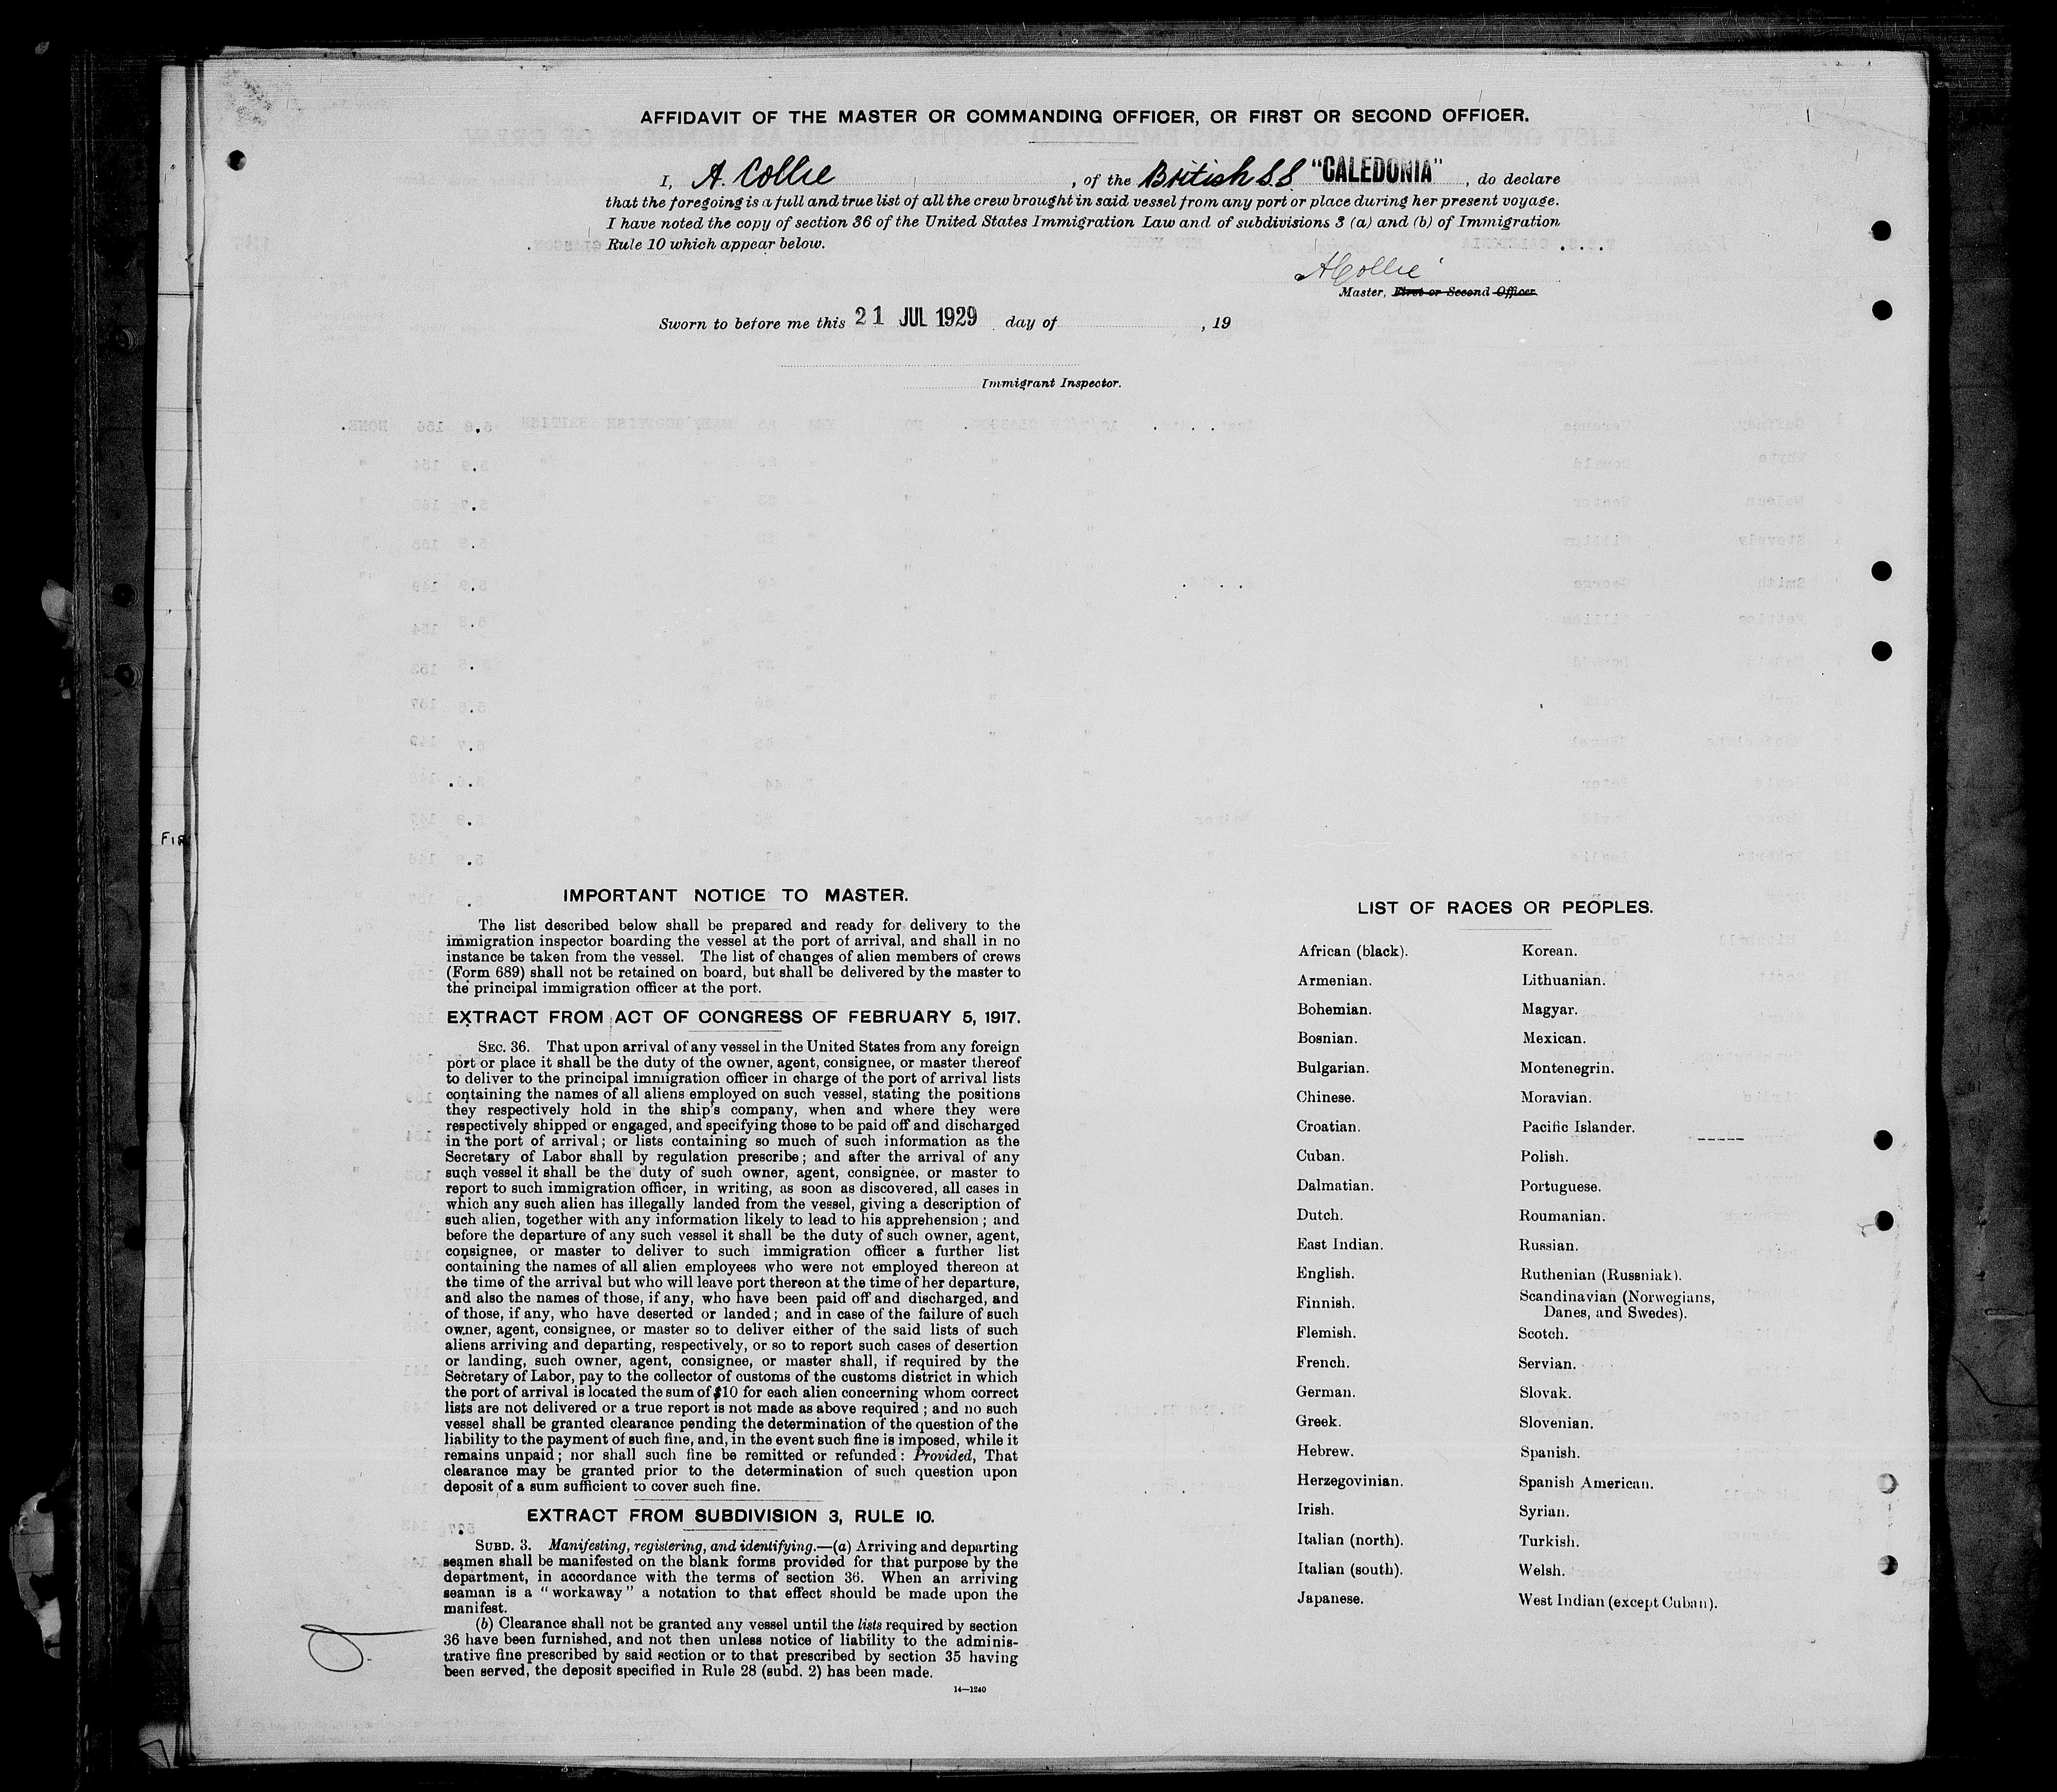 AFFIDAVIT OF THE MASTER OR COMMANDING OFFICER, OR FIRST OR SECOND OFFICER.
I, A. Collie, of the British S.S. "CALEDONIA", do declare
that the foregoing is a full and true list of all the crew brought in said vessel from any port or place during her present voyage.
I have noted the copy of section 36 of the United States Immigration Law and of subdivisions 3 (a) and (b) of Immigration
Rule 10 which appear below.
A Collie
Master, First or Second Officer
Sworn to before me this 21 JUL 1929 day of , 19
Immigrant Inspector.
IMPORTANT NOTICE TO MASTER.
The list described below shall be prepared and ready for delivery to the
immigration inspector boarding the vessel at the port of arrival, and shall in no
instance be taken from the vessel. The list of changes of alien members of crews
(Form 689) shall not be retained on board, but shall be delivered by the master to
the principal immigration officer at the port.
EXTRACT FROM ACT OF CONGRESS OF FEBRUARY 5, 1917.
SEC. 36. That upon arrival of any vessel in the United States from any foreign
port or place it shall be the duty of the owner, agent, consignee, or master thereof
to deliver to the principal immigration officer in charge of the port of arrival lists
containing the names of all aliens employed on such vessel, stating the positions
they respectively hold in the ship's company, when and where they were
respectively shipped or engaged, and specifying those to be paid off and discharged
in the port of arrival; or lists containing so much of such information as the
Secretary of Labor shall by regulation prescribe; and after the arrival of any
such vessel it shall be the duty of such owner, agent, consignee, or master to
report to such immigration officer, in writing, as soon as discovered, all cases in
which any such alien has illegally landed from the vessel, giving a description of
such alien, together with any information likely to lead to his apprehension; and
before the departure of any such vessel it shall be the duty of such owner, agent,
consignee, or master to deliver to such immigration officer a further list
containing the names of all alien employees who were not employed thereon at
the time of the arrival but who will leave port thereon at the time of her departure,
and also the names of those, if any, who have been paid off and discharged, and
of those, if any, who have deserted or landed; and in case of the failure of such
owner, agent, consignee, or master so to deliver either of the said lists of such
aliens arriving and departing, respectively, or so to report such cases of desertion
or landing, such owner, agent, consignee, or master shall, if required by the
Secretary of Labor, pay to the collector of customs of the customs district in which
the port of arrival is located the sum of $10 for each alien concerning whom correct
lists are not delivered or a true report is not made as above required; and no such
vessel shall be granted clearance pending the determination of the question of the
liability to the payment of such fine, and, in the event such fine is imposed, while it
remains unpaid; nor shall such fine be remitted or refunded: Provided, That
clearance may be granted prior to the determination of such question upon
deposit of a sum sufficient to cover such fine.
EXTRACT FROM SUBDIVISION 3, RULE 10.
SUBD. 3. Manifesting, registering, and identifying.—(a) Arriving and departing
seamen shall be manifested on the blank forms provided for that purpose by the
department, in accordance with the terms of section 36. When an arriving
seaman is a "workaway" a notation to that effect should be made upon the
manifest.
(b) Clearance shall not be granted any vessel until the lists required by section
36 have been furnished, and not then unless notice of liability to the adminis-
trative fine prescribed by said section or to that prescribed by section 35 having
been served, the deposit specified in Rule 28 (subd. 2) has been made.
14—1240
LIST OF RACES OR PEOPLES.
African (black).
Armenian.
Bohemian.
Bosnian.
Bulgarian.
Chinese.
Croatian.
Cuban.
Dalmatian.
Dutch.
East Indian.
English.
Finnish.
Flemish.
French.
German.
Greek.
Hebrew.
Herzegovinian.
Irish.
Italian (north).
Italian (south).
Japanese.
Korean.
Lithuanian.
Magyar.
Mexican.
Montenegrin.
Moravian.
Pacific Islander.
Polish.
Portuguese.
Roumanian.
Russian.
Ruthenian (Russniak).
Scandinavian (Norwegians,
Danes, and Swedes).
Scotch.
Servian.
Slovak.
Slovenian.
Spanish.
Spanish American.
Syrian.
Turkish.
Welsh.
West Indian (except Cuban).